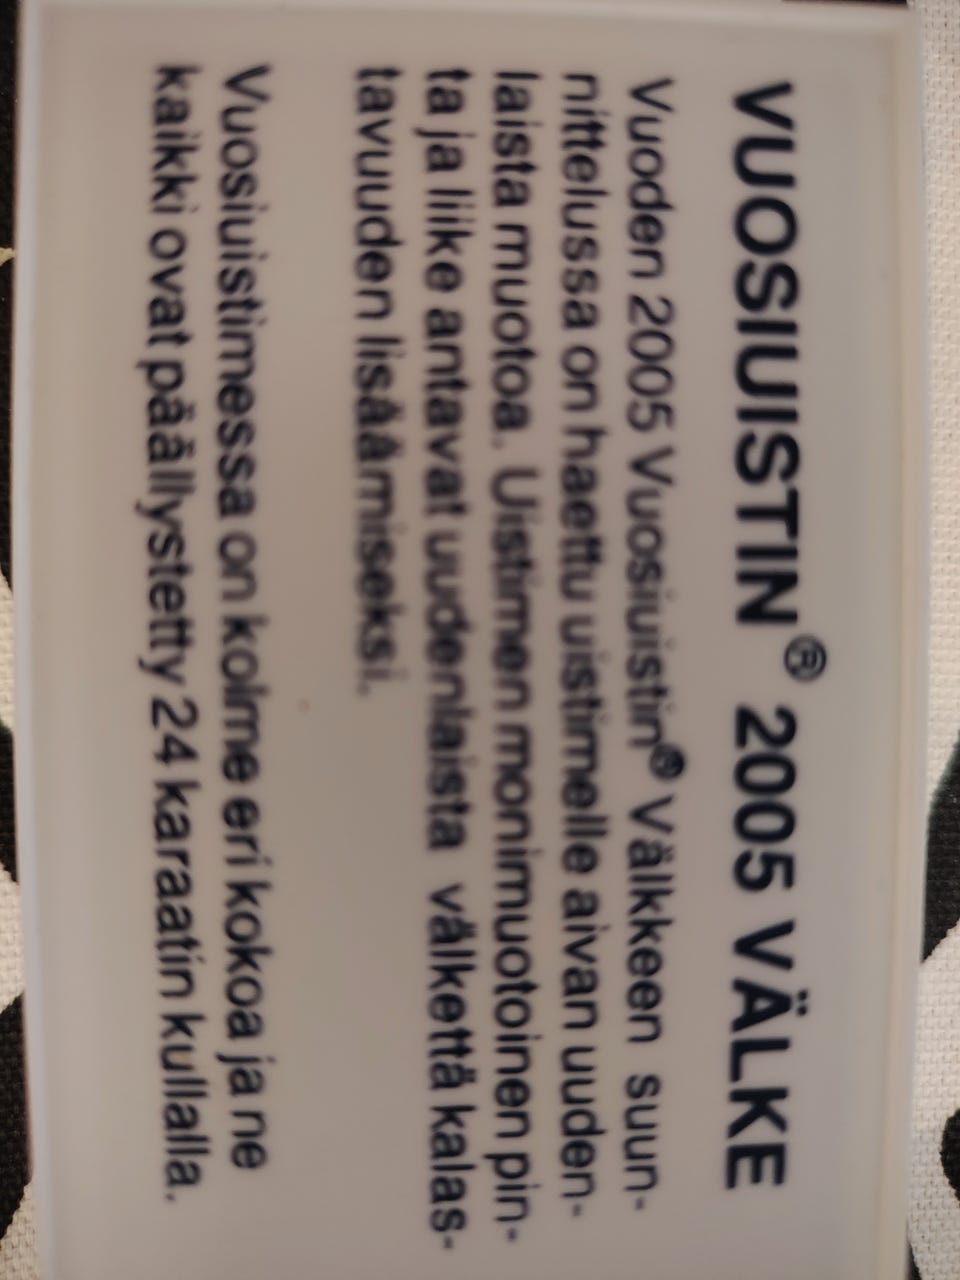 VUOSIUISTIN® 2005 VÄLKE
Vuoden 2005 Vuosiuistin® Välkkeen suun-
nittelussa on haettu uistimelle aivan uuden-
laista muotoa. Uistimen monimuotoinen pin-
ta ja liike antavat uudenlaista välkettä kalas-
tavuuden lisäämiseksi.
Vuosiuistimessa on kolme eri kokoa ja ne
kaikki ovat päällystetty 24 karaatin kullalla.